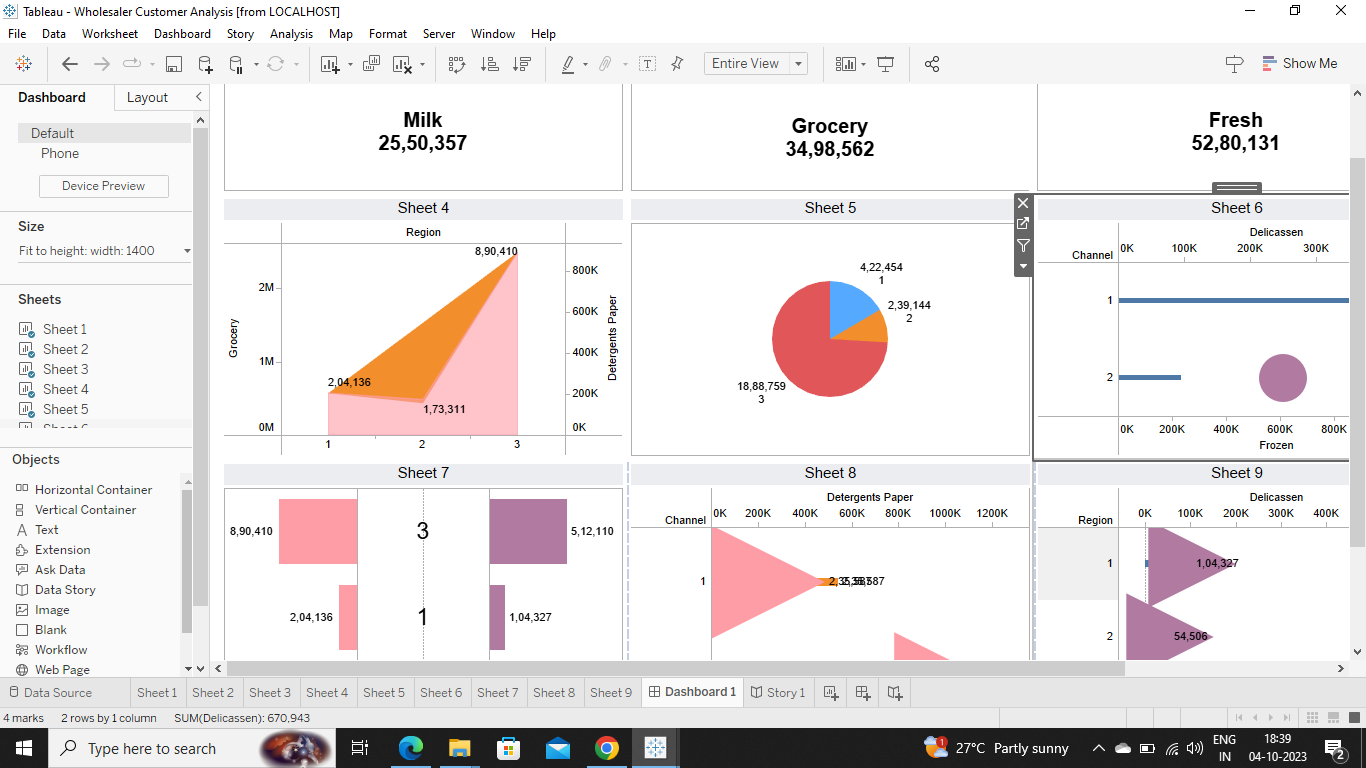 Tableau - Wholesaler Customer Analysis [from LOCALHOST]
File Data Worksheet Dashboard Story Analysis Map Format Server Window Help
Entire View
Show Me
Dashboard Layout
Default
Phone
Device Preview
Size
Fit to height: width: 1400
Sheets
Sheet 1
Sheet 2
Sheet 3
Sheet 4
Sheet 5
Objects
Horizontal Container
Vertical Container
Text
Extension
Ask Data
Data Story
Image
Blank
Workflow
Web Page
Milk
25,50,357
Grocery
34,98,562
Fresh
52,80,131
Sheet 4
Region
8,90,410
2M
1M
0M
Grocery
2,04,136
1,73,311
800K
600K
400K
200K
0K
Detergents Paper
1 2 3
Sheet 5
4,22,454
1
2,39,144
2
18,88,759
3
Sheet 6
Delicassen
Channel 0K 100K 200K 300K
1
2
0K 200K 400K 600K 800K
Frozen
Sheet 7
8,90,410 3 5,12,110
2,04,136 1 1,04,327
Sheet 8
Detergents Paper
Channel 0K 200K 400K 600K 800K 1000K 1200K
1
Sheet 9
Delicassen
Region 0K 100K 200K 300K 400K
1 1,04,327
2 54,506
Data Source Sheet 1 Sheet 2 Sheet 3 Sheet 4 Sheet 5 Sheet 6 Sheet 7 Sheet 8 Sheet 9 Dashboard 1 Story 1
4 marks 2 rows by 1 column SUM(Delicassen): 670,943
Type here to search
1
27°C Partly sunny
ENG
IN
18:39
04-10-2023
2